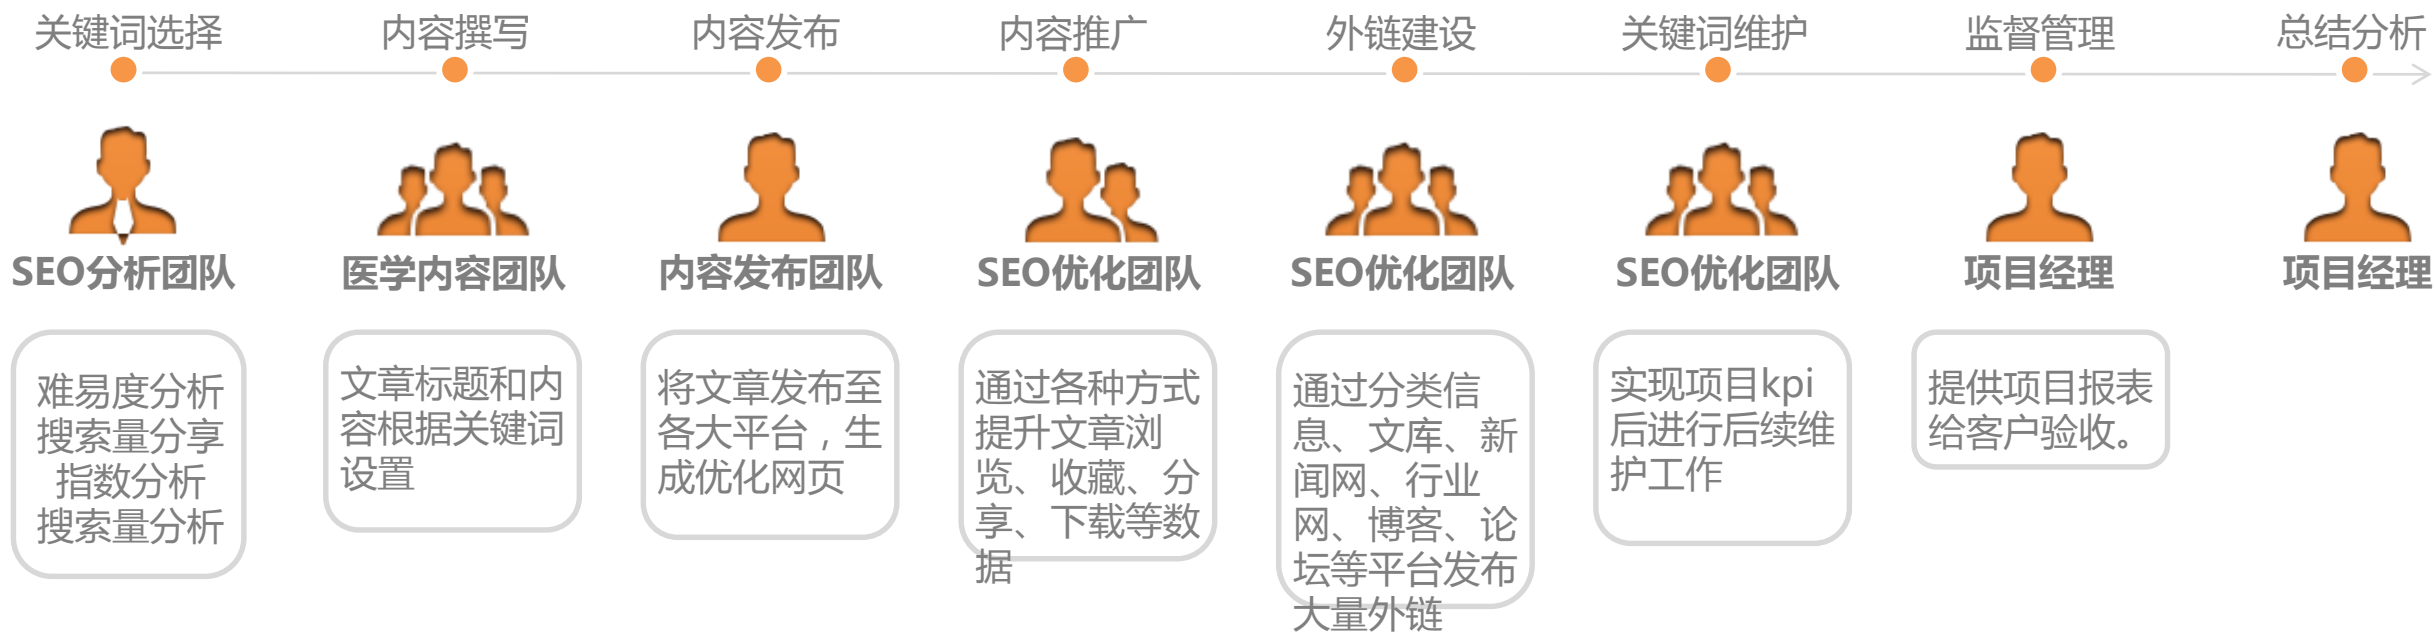 关键词选择
内容撰写
内容发布
内容推广
外链建设
关键词维护
监督管理
总结分析
SEO分析团队
医学内容团队
内容发布团队
SEO优化团队
SEO优化团队
SEO优化团队
项目经理
项目经理
难易度分析
搜索量分享
指数分析
搜索量分析
文章标题和内
容根据关键词
设置
将文章发布至
各大平台，生
成优化网页
通过各种方式
提升文章浏
览、收藏、分
享、下载等数
据
通过分类信
息、文库、新
闻网、行业
网、博客、论
坛等平台发布
大量外链
实现项目kpi
后进行后续维
护工作
提供项目报表
给客户验收。